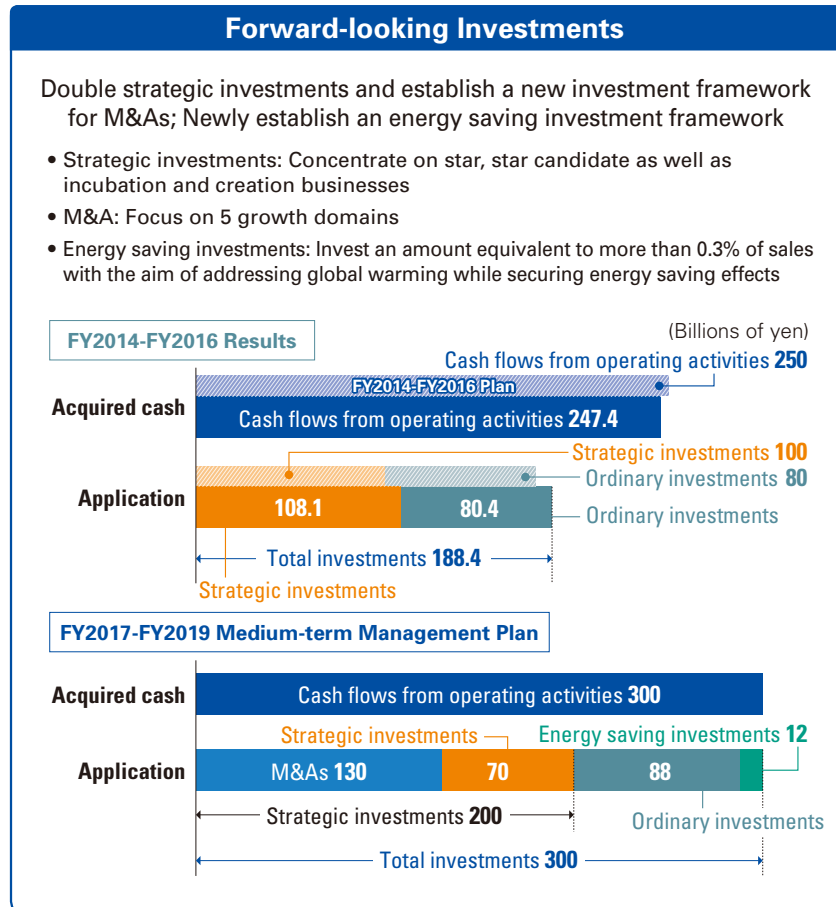 Forward-looking Investments
Double strategic investments and establish a new investment framework
for M&As; Newly establish an energy saving investment framework
• Strategic investments: Concentrate on star, star candidate as well as
incubation and creation businesses
• M&A: Focus on 5 growth domains
• Energy saving investments: Invest an amount equivalent to more than 0.3% of sales
with the aim of addressing global warming while securing energy saving effects
FY2014-FY2016 Results
(Billions of yen)
Cash flows from operating activities 250
FY2014-FY2016 Plan
Acquired cash
Cash flows from operating activities 247.4
Strategic investments 100
Ordinary investments 80
Application
108.1
80.4
Ordinary investments
Total investments 188.4
Strategic investments
FY2017-FY2019 Medium-term Management Plan
Acquired cash
Cash flows from operating activities 300
Strategic investments
Energy saving investments 12
Application
M&As 130
70
88
Strategic investments 200
Ordinary investments
Total investments 300